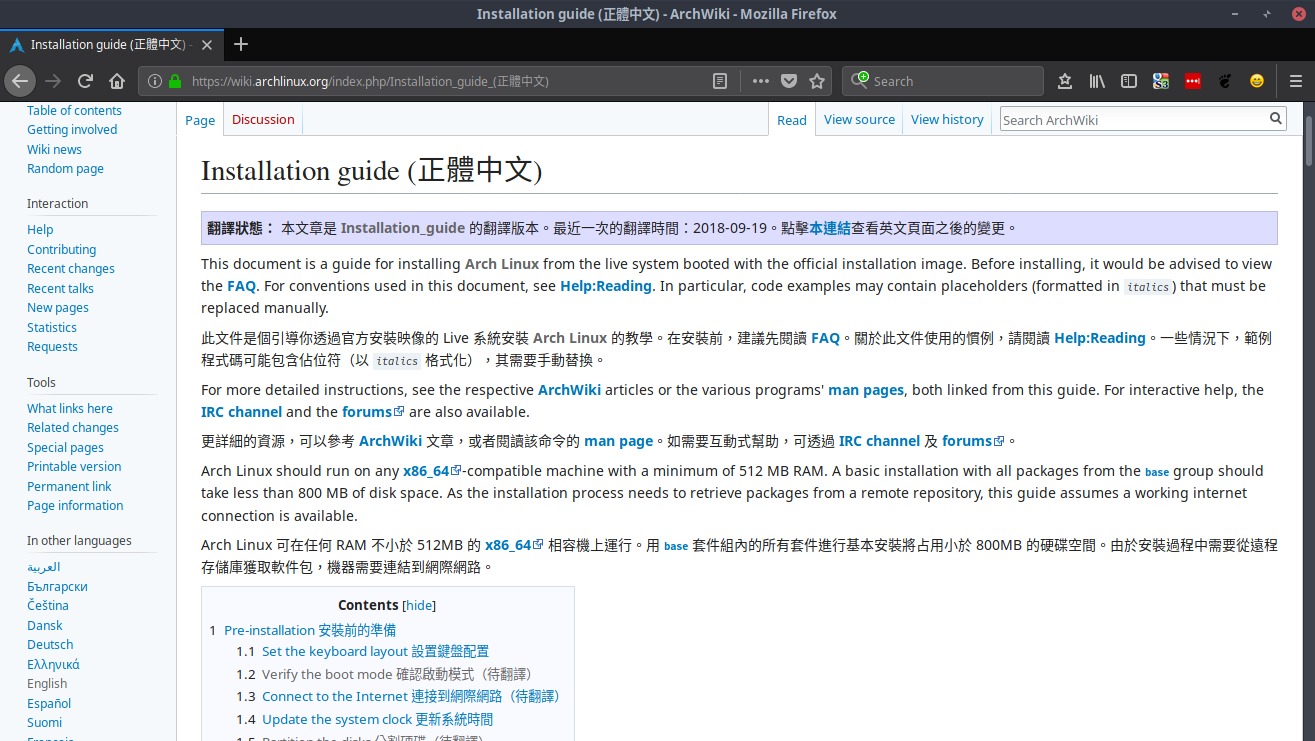 Installation guide (正體中文) - ArchWiki - Mozilla Firefox
Installation guide (正體中文) -
https://wiki.archlinux.org/index.php/Installation_guide_(正體中文)
Search
Table of contents
Getting involved
Wiki news
Random page
Interaction
Help
Contributing
Recent changes
Recent talks
New pages
Statistics
Requests
Tools
What links here
Related changes
Special pages
Printable version
Permanent link
Page information
In other languages
العربية
Български
Čeština
Dansk
Deutsch
Ελληνικά
English
Español
Suomi
Page
Discussion
Read
View source
View history
Search ArchWiki
Installation guide (正體中文)
翻譯狀態： 本文章是 Installation_guide 的翻譯版本。最近一次的翻譯時間：2018-09-19。點擊本連結查看英文頁面之後的變更。
This document is a guide for installing Arch Linux from the live system booted with the official installation image. Before installing, it would be advised to view
the FAQ. For conventions used in this document, see Help:Reading. In particular, code examples may contain placeholders (formatted in italics) that must be
replaced manually.
此文件是個引導你透過官方安裝映像的 Live 系統安裝 Arch Linux 的教學。在安裝前，建議先閱讀 FAQ。關於此文件使用的慣例，請閱讀 Help:Reading。一些情況下，範例
程式碼可能包含佔位符（以 italics 格式化），其需要手動替換。
For more detailed instructions, see the respective ArchWiki articles or the various programs' man pages, both linked from this guide. For interactive help, the
IRC channel and the forums are also available.
更詳細的資源，可以參考 ArchWiki 文章，或者閱讀該命令的 man page。如需要互動式幫助，可透過 IRC channel 及 forums。
Arch Linux should run on any x86_64-compatible machine with a minimum of 512 MB RAM. A basic installation with all packages from the base group should
take less than 800 MB of disk space. As the installation process needs to retrieve packages from a remote repository, this guide assumes a working internet
connection is available.
Arch Linux 可在任何 RAM 不小於 512MB 的 x86_64 相容機上運行。用 base 套件組內的所有套件進行基本安裝將占用小於 800MB 的硬碟空間。由於安裝過程中需要從遠程
存儲庫獲取軟件包，機器需要連結到網際網路。
Contents [hide]
1 Pre-installation 安裝前的準備
1.1 Set the keyboard layout 設置鍵盤配置
1.2 Verify the boot mode 確認啟動模式（待翻譯）
1.3 Connect to the Internet 連接到網際網路（待翻譯）
1.4 Update the system clock 更新系統時間
1.5 Partition the disks 分割硬碟（待翻譯）